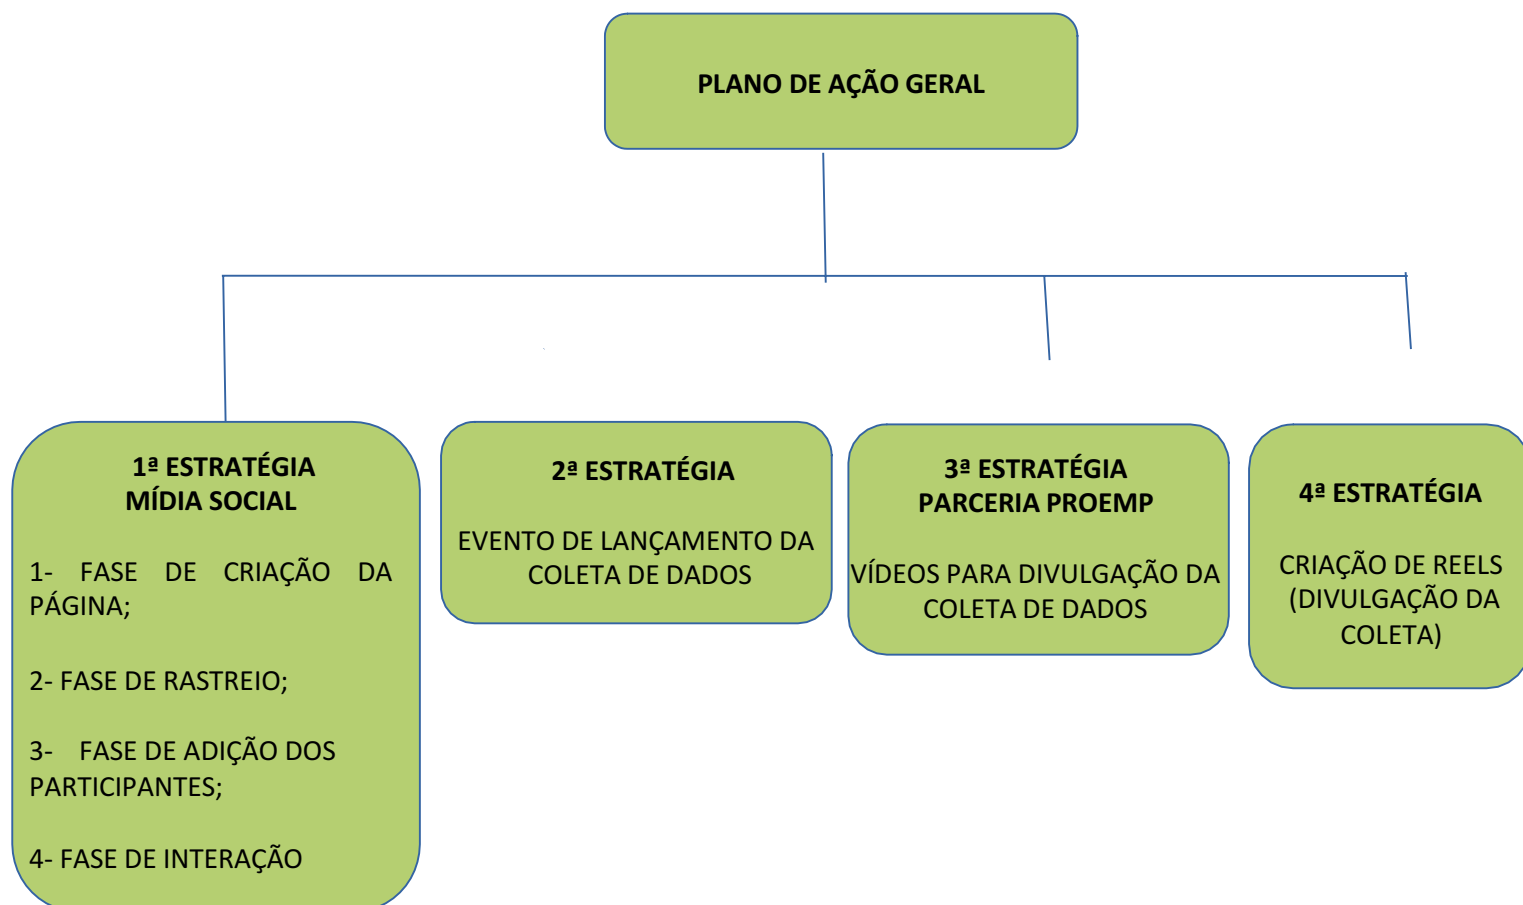 PLANO DE AÇÃO GERAL
1ª ESTRATÉGIA
MÍDIA SOCIAL
1- FASE DE CRIAÇÃO DA
PÁGINA;
2- FASE DE RASTREIO;
3- FASE DE ADIÇÃO DOS
PARTICIPANTES;
4- FASE DE INTERAÇÃO
2ª ESTRATÉGIA
EVENTO DE LANÇAMENTO DA
COLETA DE DADOS
3ª ESTRATÉGIA
PARCERIA PROEMP
VÍDEOS PARA DIVULGAÇÃO DA
COLETA DE DADOS
4ª ESTRATÉGIA
CRIAÇÃO DE REELS
(DIVULGAÇÃO DA
COLETA)